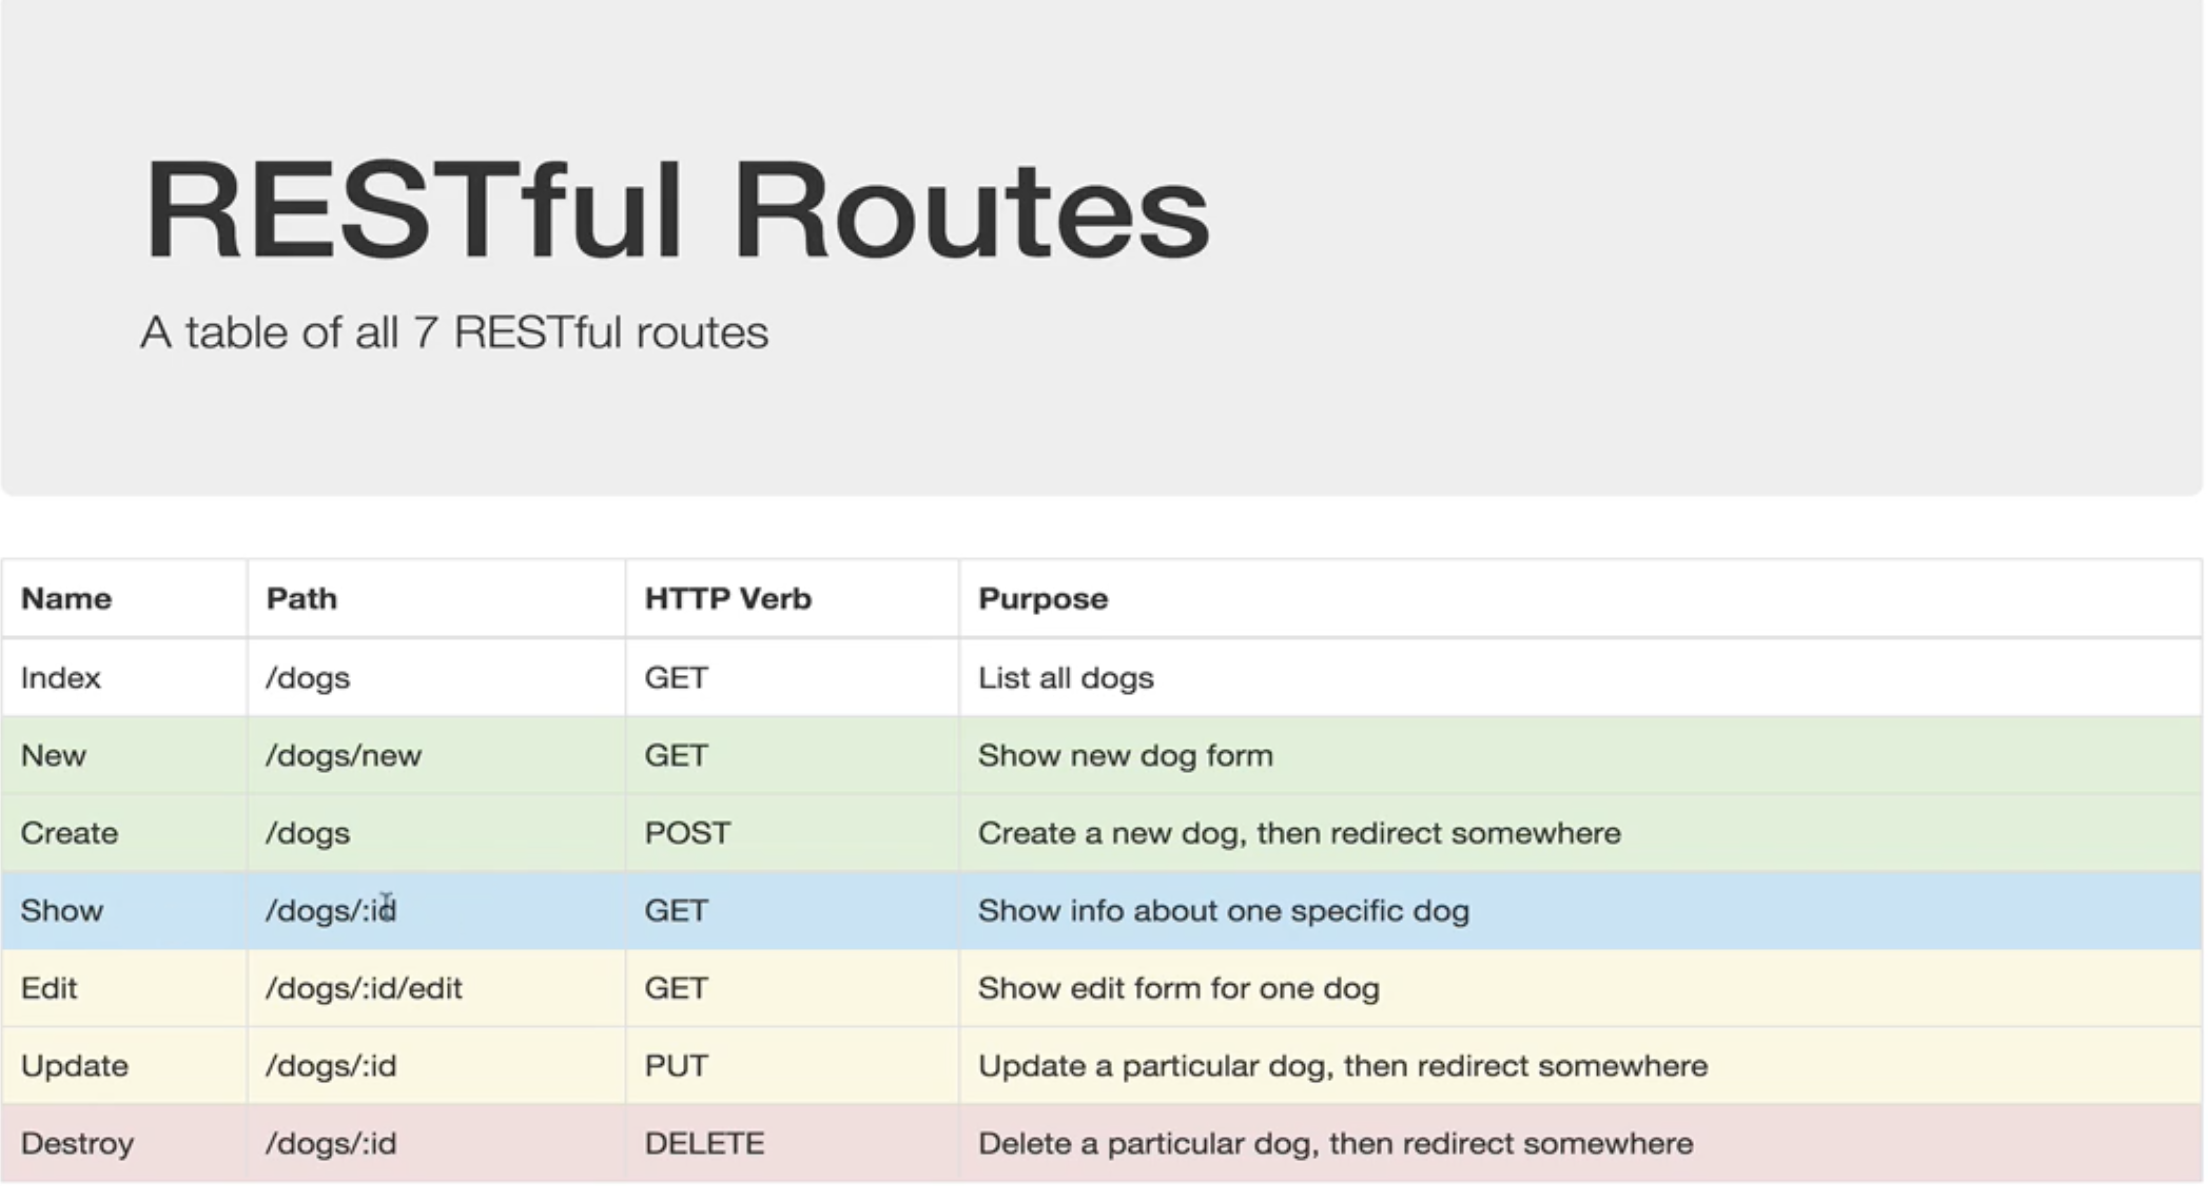 RESTful Routes
A table of all 7 RESTful routes
Name Path HTTP Verb Purpose
Index /dogs GET List all dogs
New /dogs/new GET Show new dog form
Create /dogs POST Create a new dog, then redirect somewhere
Show /dogs/:id GET Show info about one specific dog
Edit /dogs/:id/edit GET Show edit form for one dog
Update /dogs/:id PUT Update a particular dog, then redirect somewhere
Destroy /dogs/:id DELETE Delete a particular dog, then redirect somewhere